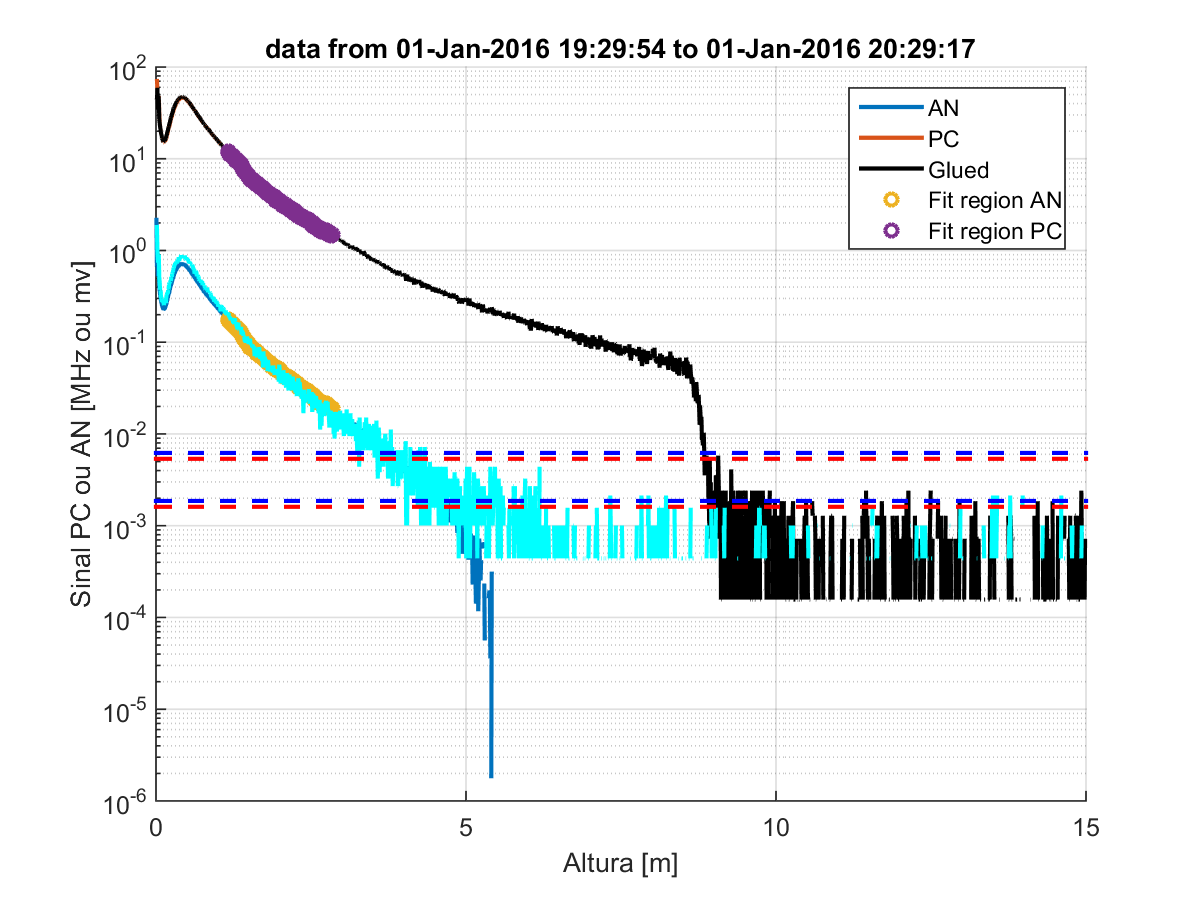 data from 01-Jan-2016 19:29:54 to 01-Jan-2016 20:29:17
AN
PC
Glued
Fit region AN
Fit region PC
Sinal PC ou AN [MHz ou mv]
10^2
10^1
10^0
10^-1
10^-2
10^-3
10^-4
10^-5
10^-6
0 5 10 15
Altura [m]